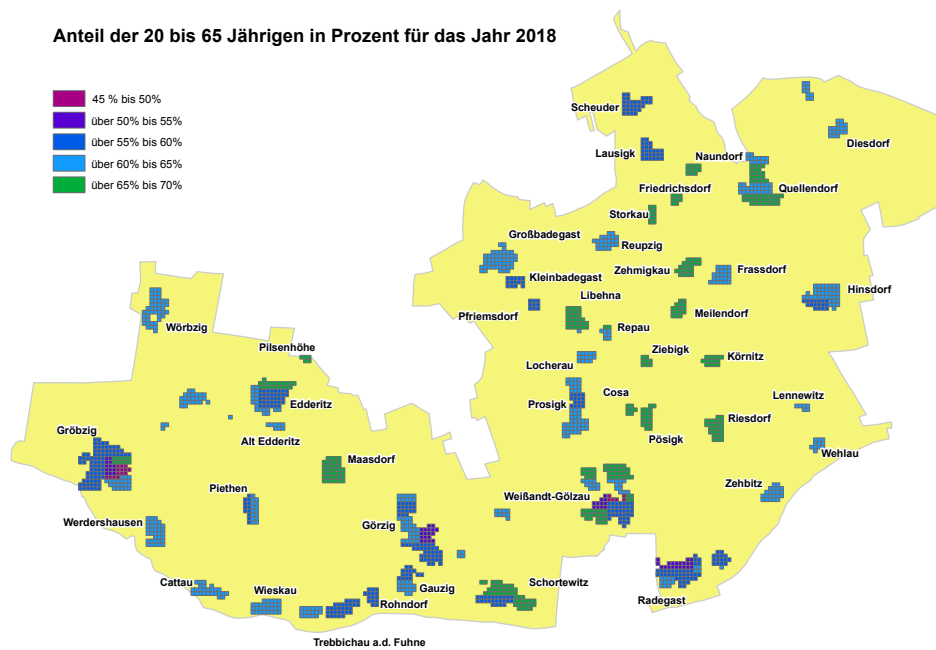 Anteil der 20 bis 65 Jährigen in Prozent für das Jahr 2018
45 % bis 50%
über 50% bis 55%
über 55% bis 60%
über 60% bis 65%
über 65% bis 70%
Scheuder
Diesdorf
Lausigk
Naundorf
Friedrichsdorf
Quellendorf
Storkau
Großbadegast
Reupzig
Zehmigkau
Frassdorf
Kleinbadegast
Hinsdorf
Libehna
Pfriemsdorf
Meilendorf
Wörbzig
Repau
Pilsenhöhe
Ziebigk
Körnitz
Locherau
Cosa
Lennewitz
Edderitz
Prosigk
Gröbzig
Pösigk
Riesdorf
Alt Edderitz
Wehlau
Maasdorf
Zehbitz
Piethen
Weißandt-Gölzau
Werdershausen
Görzig
Cattau
Wieskau
Gauzig
Schortewitz
Rohndorf
Radegast
Trebbichau a.d. Fuhne